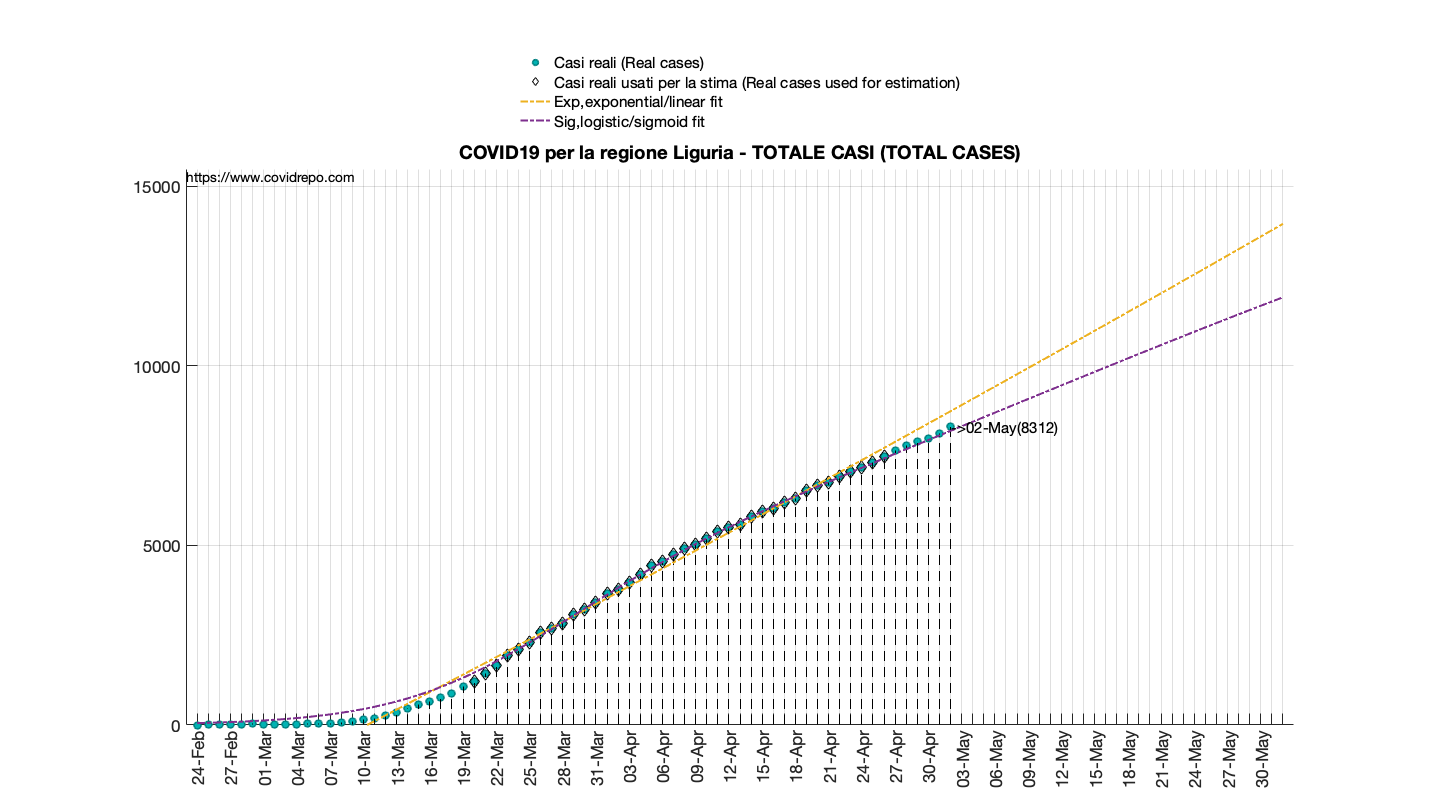 Casi reali (Real cases)
Casi reali usati per la stima (Real cases used for estimation)
Exp,exponential/linear fit
Sig,logistic/sigmoid fit
COVID19 per la regione Liguria - TOTALE CASI (TOTAL CASES)
https://www.covidrepo.com
15000
10000
5000
0
->02-May(8312)
24-Feb
27-Feb
01-Mar
04-Mar
07-Mar
10-Mar
13-Mar
16-Mar
19-Mar
22-Mar
25-Mar
28-Mar
31-Mar
03-Apr
06-Apr
09-Apr
12-Apr
15-Apr
18-Apr
21-Apr
24-Apr
27-Apr
30-Apr
03-May
06-May
09-May
12-May
15-May
18-May
21-May
24-May
27-May
30-May